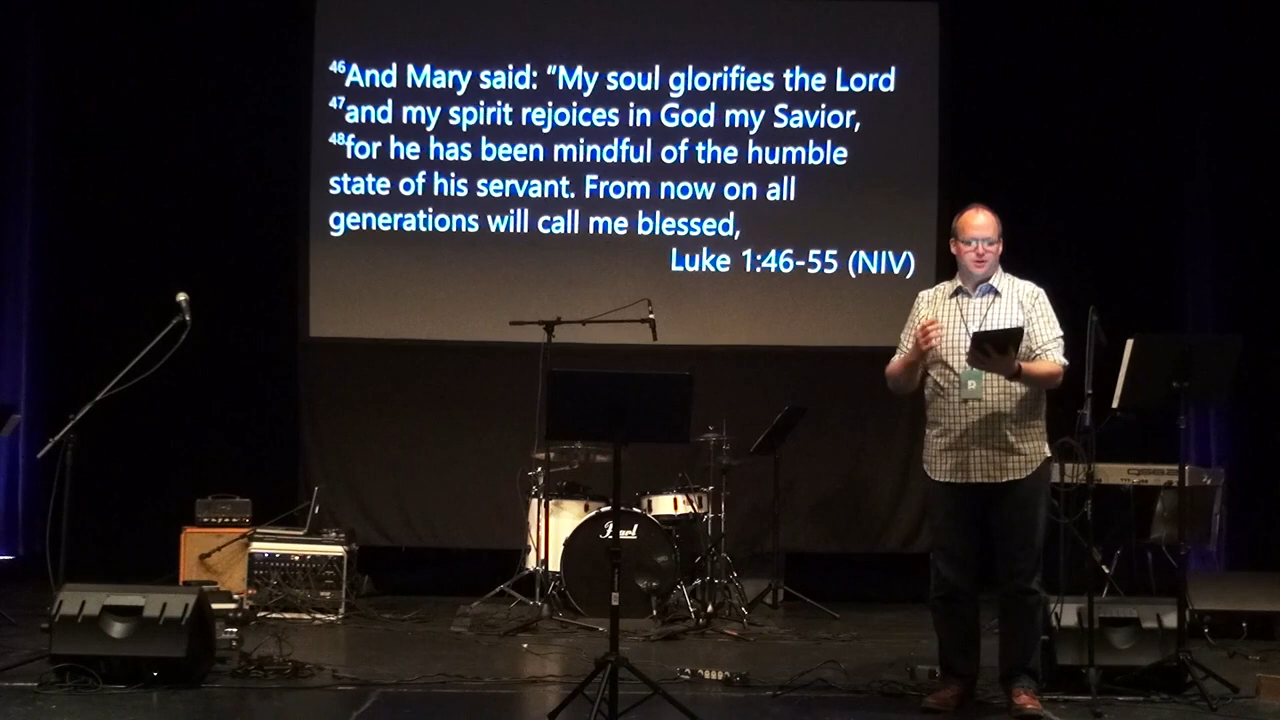 ⁴⁶And Mary said: “My soul glorifies the Lord
⁴⁷and my spirit rejoices in God my Savior,
⁴⁸for he has been mindful of the humble
state of his servant. From now on all
generations will call me blessed,
Luke 1:46-55 (NIV)
Pearl